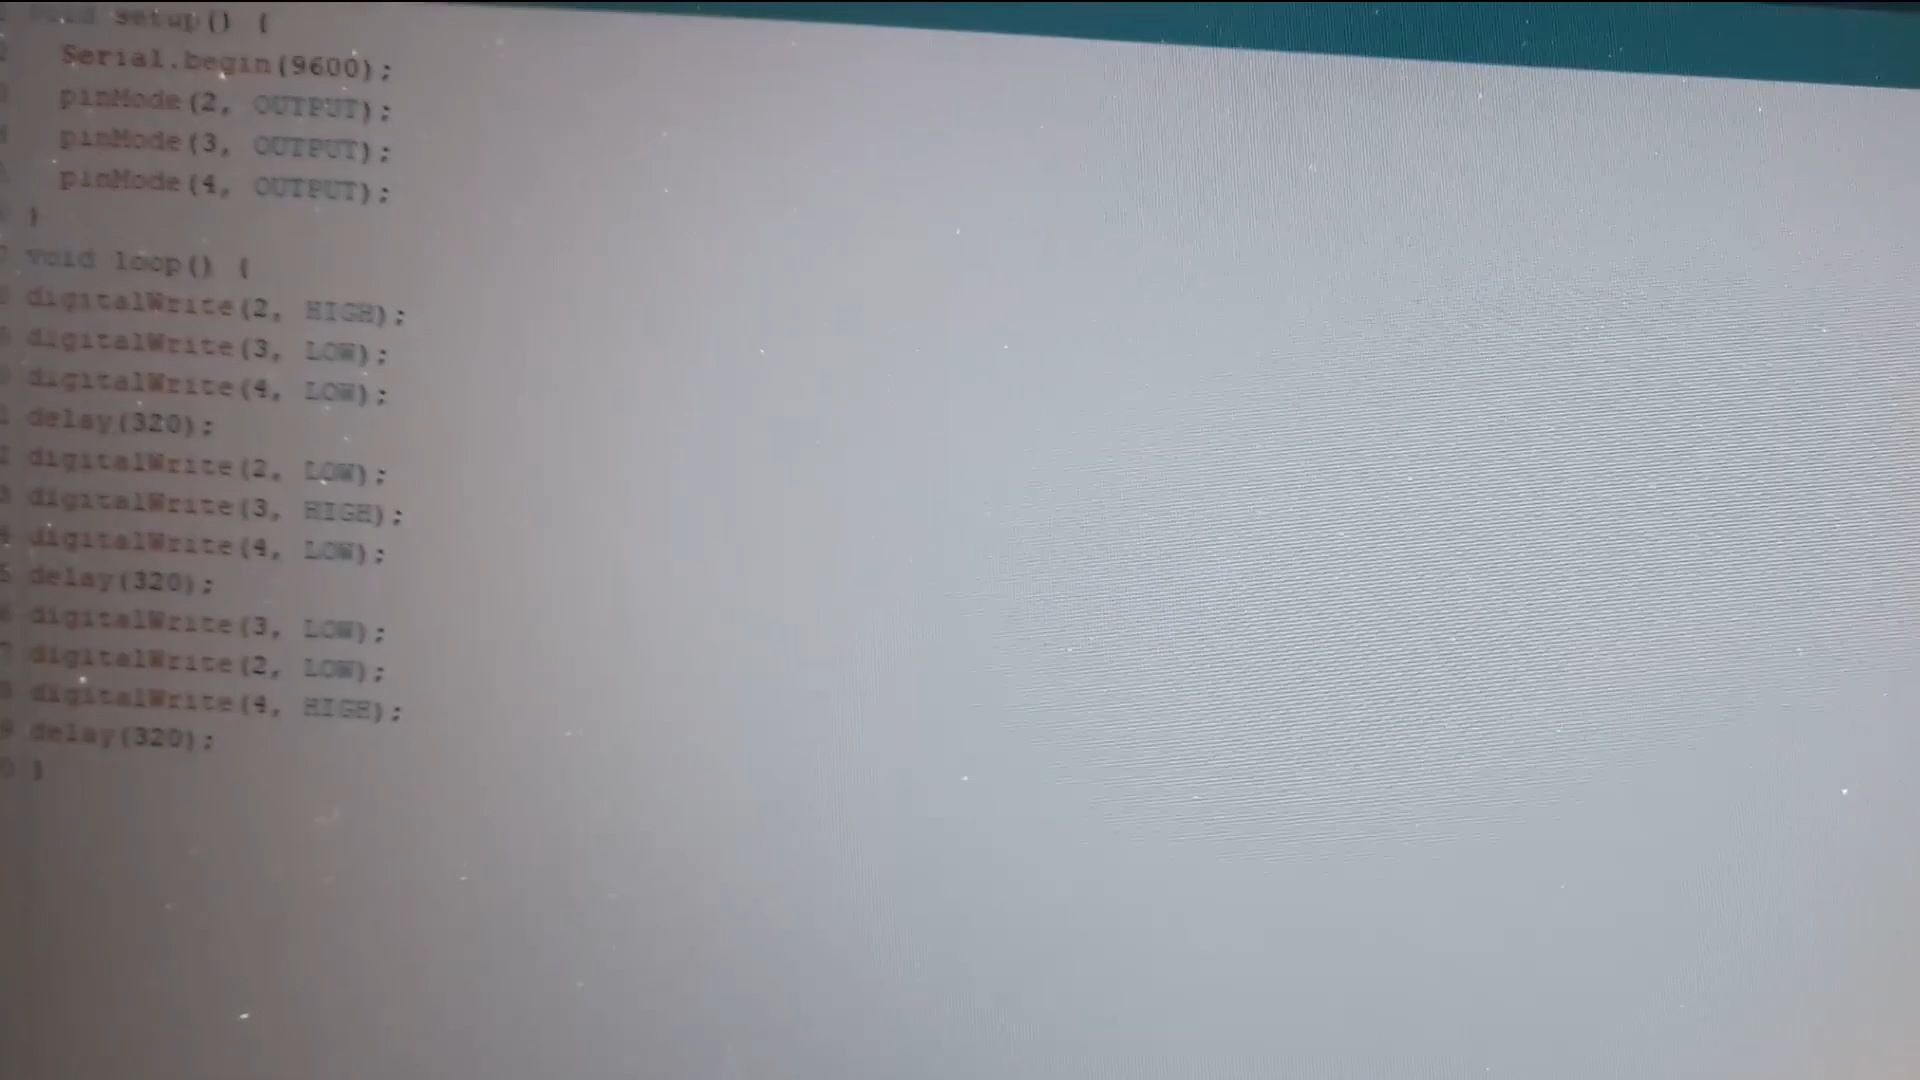 void setup() {
Serial.begin(9600);
pinMode(2, OUTPUT);
pinMode(3, OUTPUT);
pinMode(4, OUTPUT);
}
void loop() {
digitalWrite(2, HIGH);
digitalWrite(3, LOW);
digitalWrite(4, LOW);
delay(320);
digitalWrite(2, LOW);
digitalWrite(3, HIGH);
digitalWrite(4, LOW);
delay(320);
digitalWrite(3, LOW);
digitalWrite(2, LOW);
digitalWrite(4, HIGH);
delay(320);
}